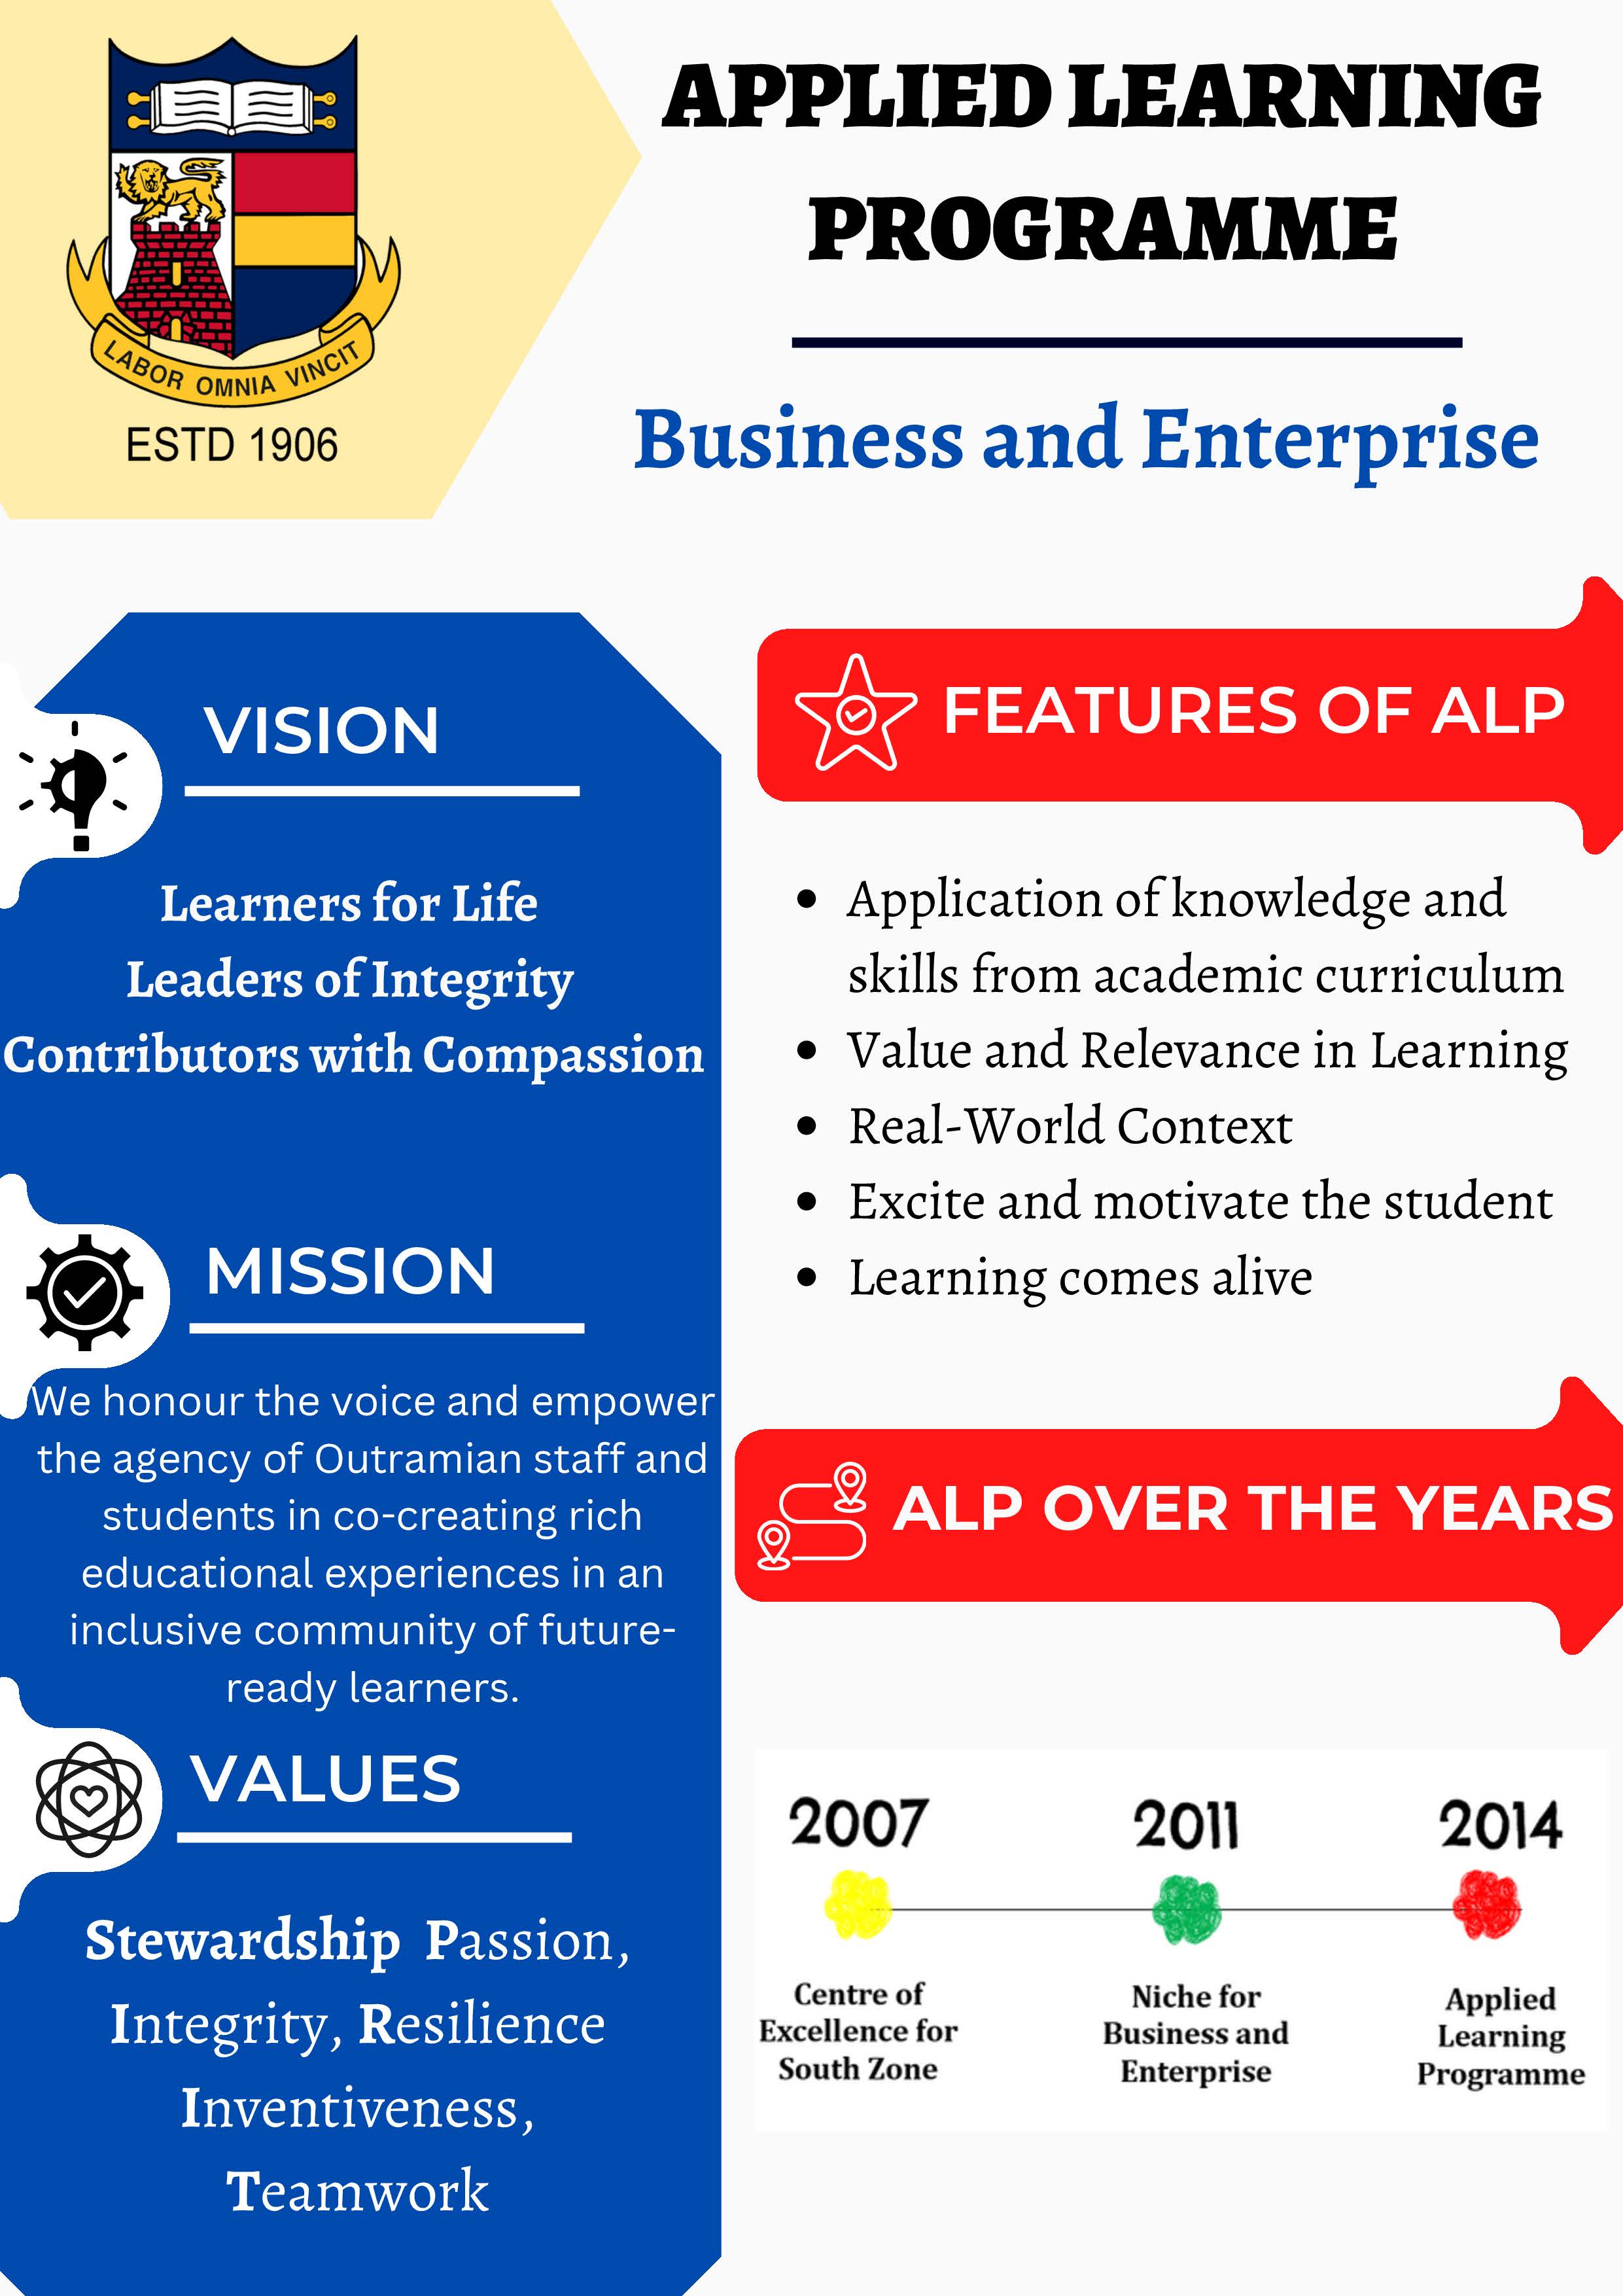 LABOR OMNIA VINCIT
ESTD 1906
APPLIED LEARNING
PROGRAMME
Business and Enterprise
VISION
Learners for Life
Leaders of Integrity
Contributors with Compassion
MISSION
We honour the voice and empower
the agency of Outramian staff and
students in co-creating rich
educational experiences in an
inclusive community of future-
ready learners.
VALUES
Stewardship Passion,
Integrity, Resilience
Inventiveness,
Teamwork
FEATURES OF ALP
• Application of knowledge and
skills from academic curriculum
• Value and Relevance in Learning
• Real-World Context
• Excite and motivate the student
• Learning comes alive
ALP OVER THE YEARS
2007
Centre of
Excellence for
South Zone
2011
Niche for
Business and
Enterprise
2014
Applied
Learning
Programme